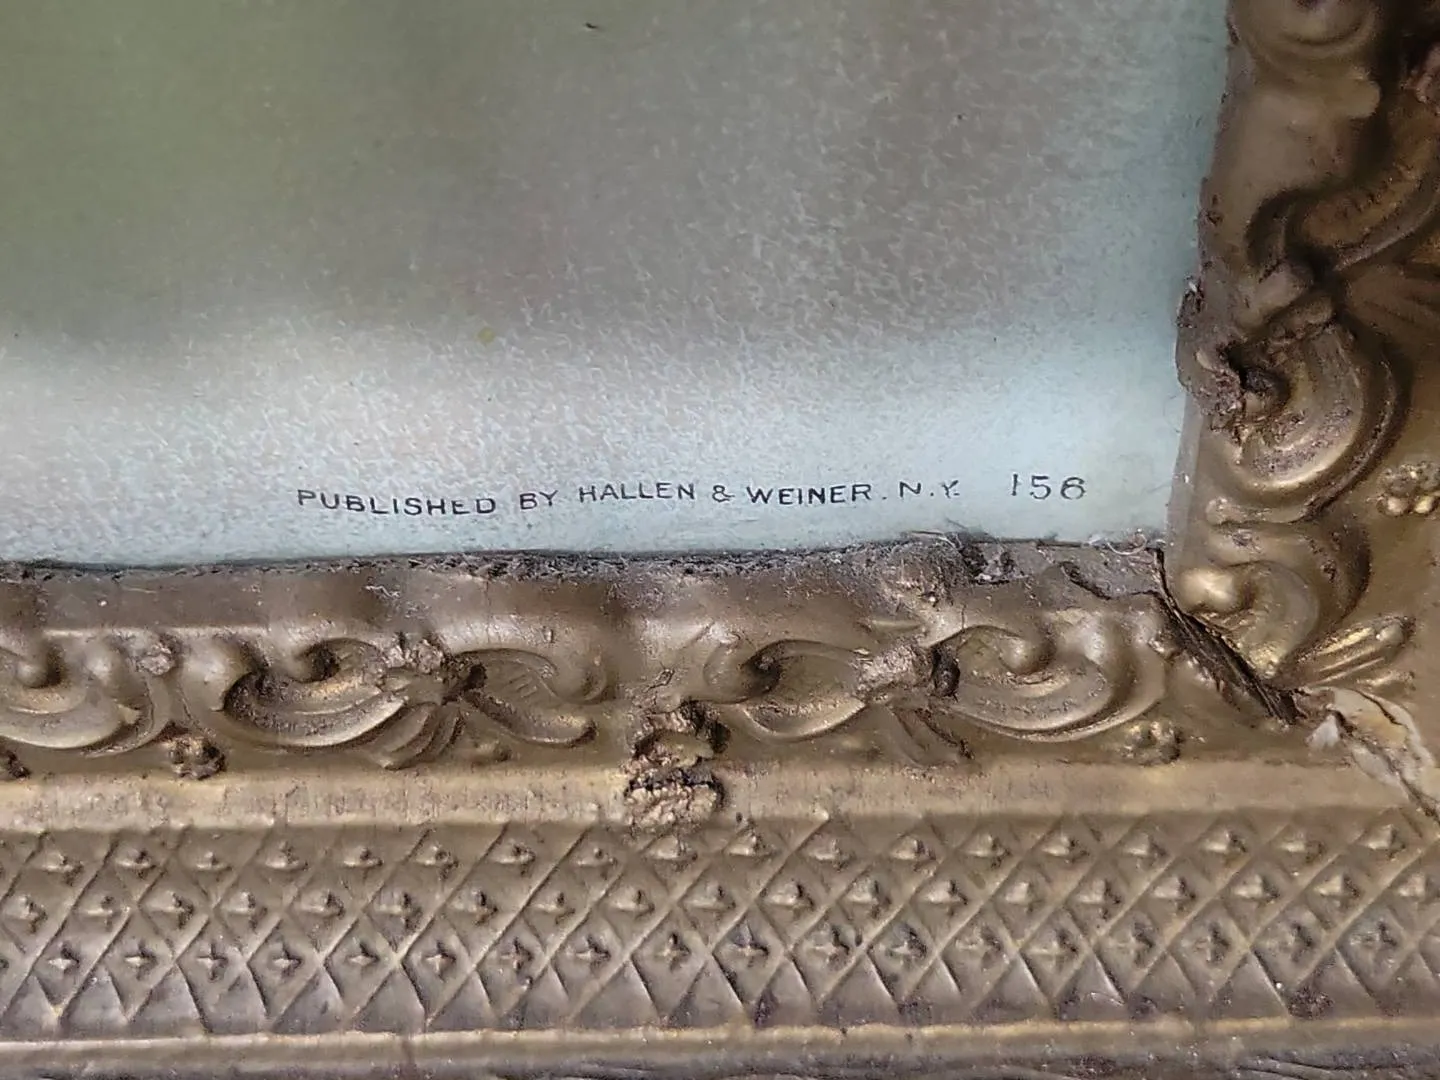 PUBLISHED BY HALLEN & WEINER. N.Y. 156